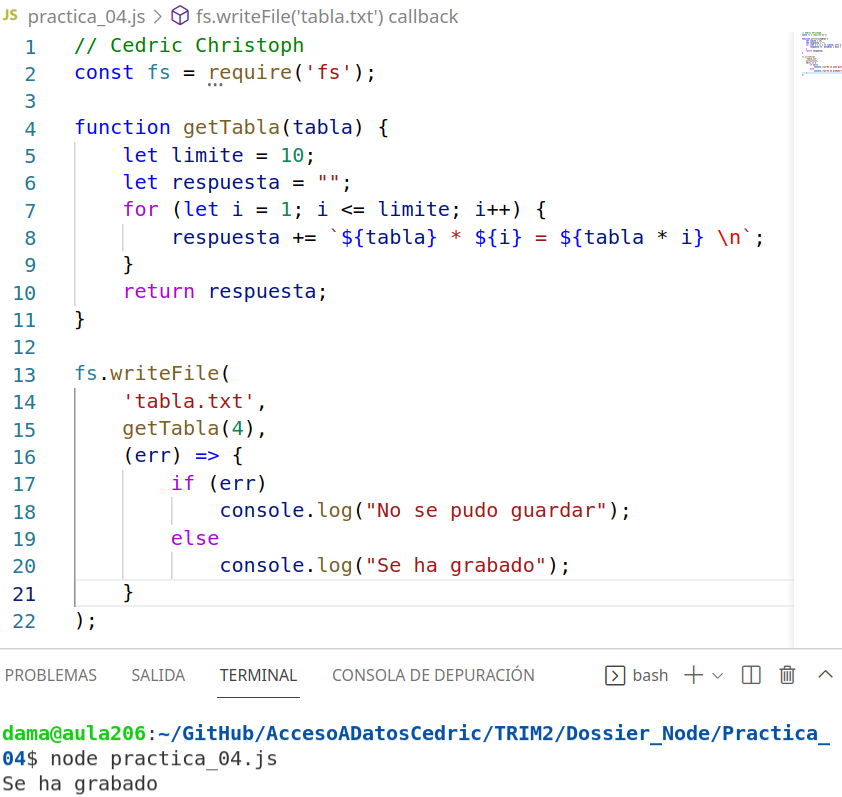 JS practica_04.js > fs.writeFile('tabla.txt') callback
1 // Cedric Christoph
2 const fs = require('fs');
3
4 function getTabla(tabla) {
5     let limite = 10;
6     let respuesta = "";
7     for (let i = 1; i <= limite; i++) {
8         respuesta += `${tabla} * ${i} = ${tabla * i} \n`;
9     }
10     return respuesta;
11 }
12
13 fs.writeFile(
14     'tabla.txt',
15     getTabla(4),
16     (err) => {
17         if (err)
18             console.log("No se pudo guardar");
19         else
20             console.log("Se ha grabado");
21     }
22 );
PROBLEMAS SALIDA TERMINAL CONSOLA DE DEPURACIÓN bash
dama@aula206:~/GitHub/AccesoADatosCedric/TRIM2/Dossier_Node/Practica_
04$ node practica_04.js
Se ha grabado